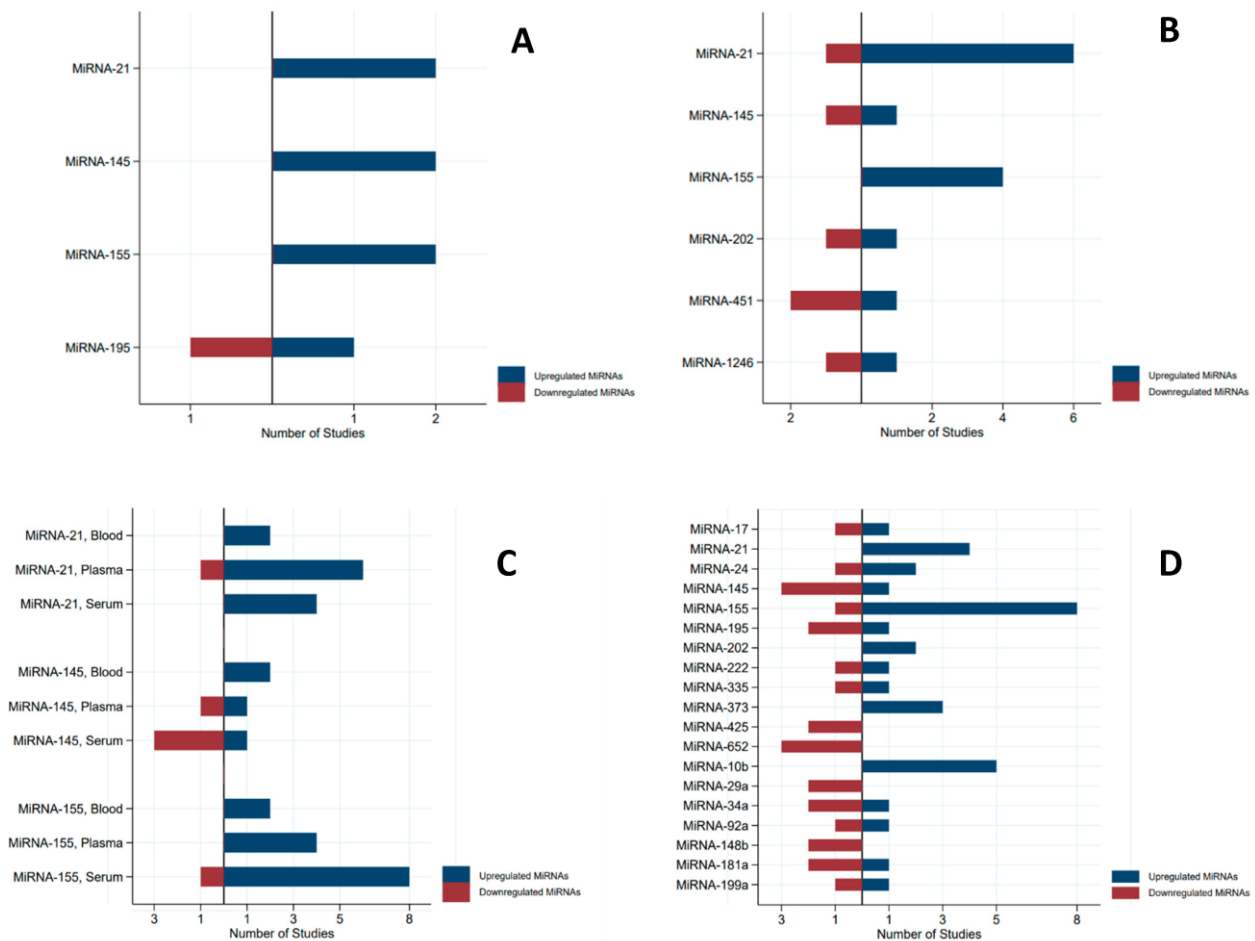 A
MiRNA-21
MiRNA-145
MiRNA-155
MiRNA-195
1
1
2
Number of Studies
Upregulated MiRNAs
Downregulated MiRNAs
B
MiRNA-21
MiRNA-145
MiRNA-155
MiRNA-202
MiRNA-451
MiRNA-1246
2
2
4
6
Number of Studies
Upregulated MiRNAs
Downregulated MiRNAs
C
MiRNA-21, Blood
MiRNA-21, Plasma
MiRNA-21, Serum
MiRNA-145, Blood
MiRNA-145, Plasma
MiRNA-145, Serum
MiRNA-155, Blood
MiRNA-155, Plasma
MiRNA-155, Serum
3
1
1
3
5
8
Number of Studies
Upregulated MiRNAs
Downregulated MiRNAs
D
MiRNA-17
MiRNA-21
MiRNA-24
MiRNA-145
MiRNA-155
MiRNA-195
MiRNA-202
MiRNA-222
MiRNA-335
MiRNA-373
MiRNA-425
MiRNA-652
MiRNA-10b
MiRNA-29a
MiRNA-34a
MiRNA-92a
MiRNA-148b
MiRNA-181a
MiRNA-199a
3
1
1
3
5
8
Number of Studies
Upregulated MiRNAs
Downregulated MiRNAs